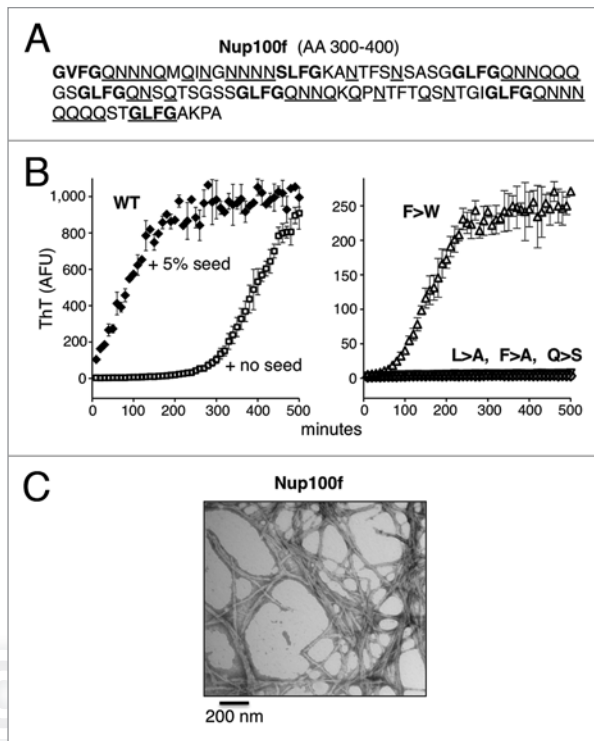 A
Nup100f (AA 300-400)
GVFGQNNNQMQINGNNNNSLFGKANTFSNSASGGLFGQNNQQQ
GSGLFGQNSQTSGSSGLFGQNNQKQPNTFTQSNTGIGLFGQNNN
QQQQSTGLFGAKPA
B
WT
+ 5% seed
+ no seed
ThT (AFU)
1,000
800
600
400
200
0
0 100 200 300 400 500
F>W
L>A, F>A, Q>S
250
200
150
100
50
0
0 100 200 300 400 500
minutes
C
Nup100f
200 nm